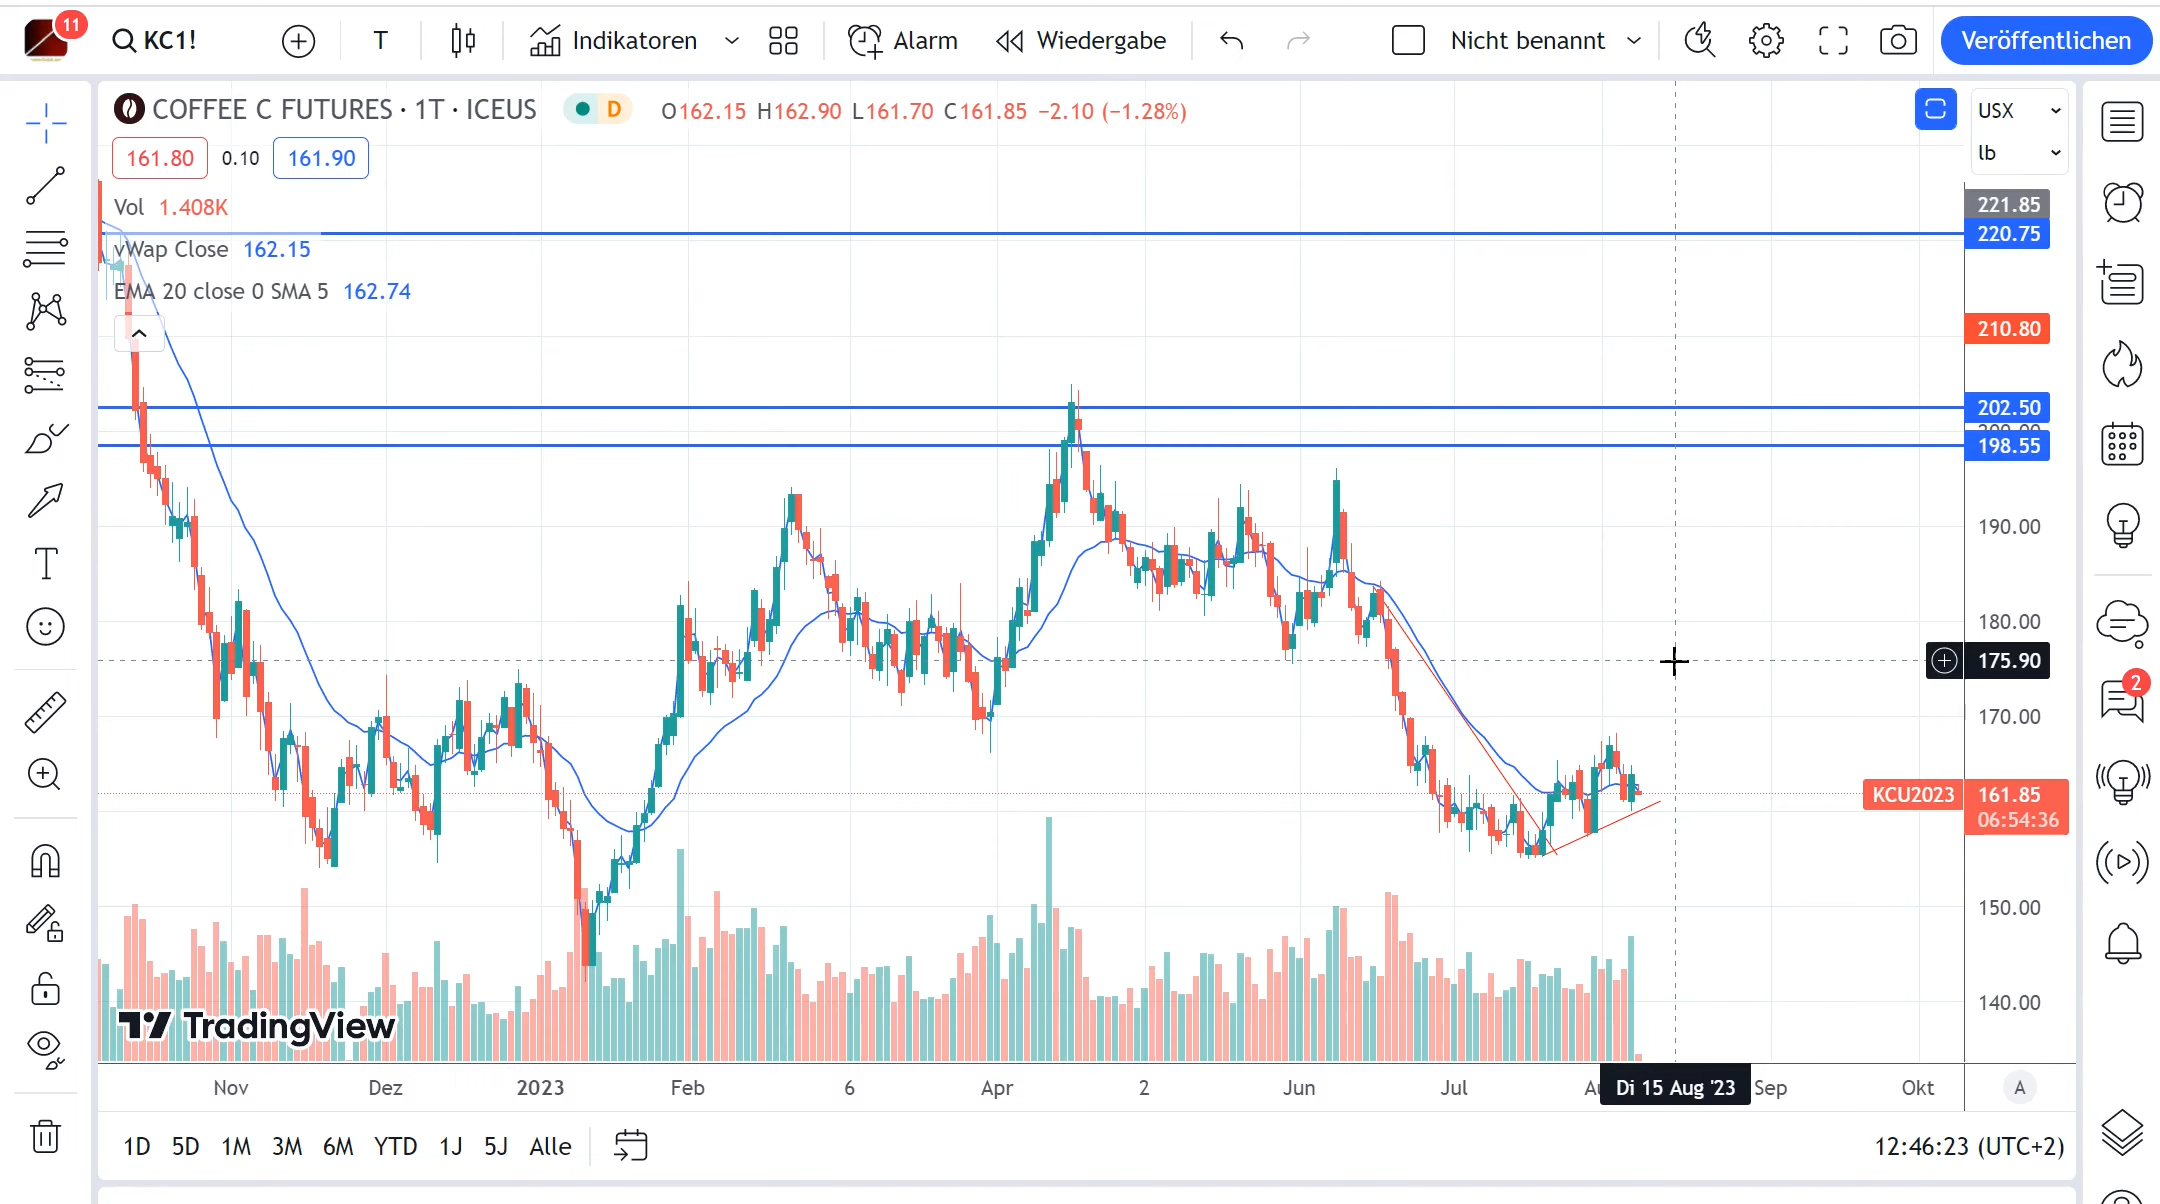 11
KC1!
T
Indikatoren
Alarm
Wiedergabe
Nicht benannt
Veröffentlichen
COFFEE C FUTURES · 1T · ICEUS
D
O162.15 H162.90 L161.70 C161.85 −2.10 (−1.28%)
USX
lb
161.80 0.10 161.90
Vol 1.408K
vWap Close 162.15
EMA 20 close 0 SMA 5 162.74
221.85
220.75
210.80
202.50
198.55
190.00
180.00
175.90
170.00
KCU2023 161.85
06:54:36
150.00
140.00
2
TradingView
Nov Dez 2023 Feb 6 Apr 2 Jun Jul Di 15 Aug '23 Sep Okt A
1D 5D 1M 3M 6M YTD 1J 5J Alle
12:46:23 (UTC+2)